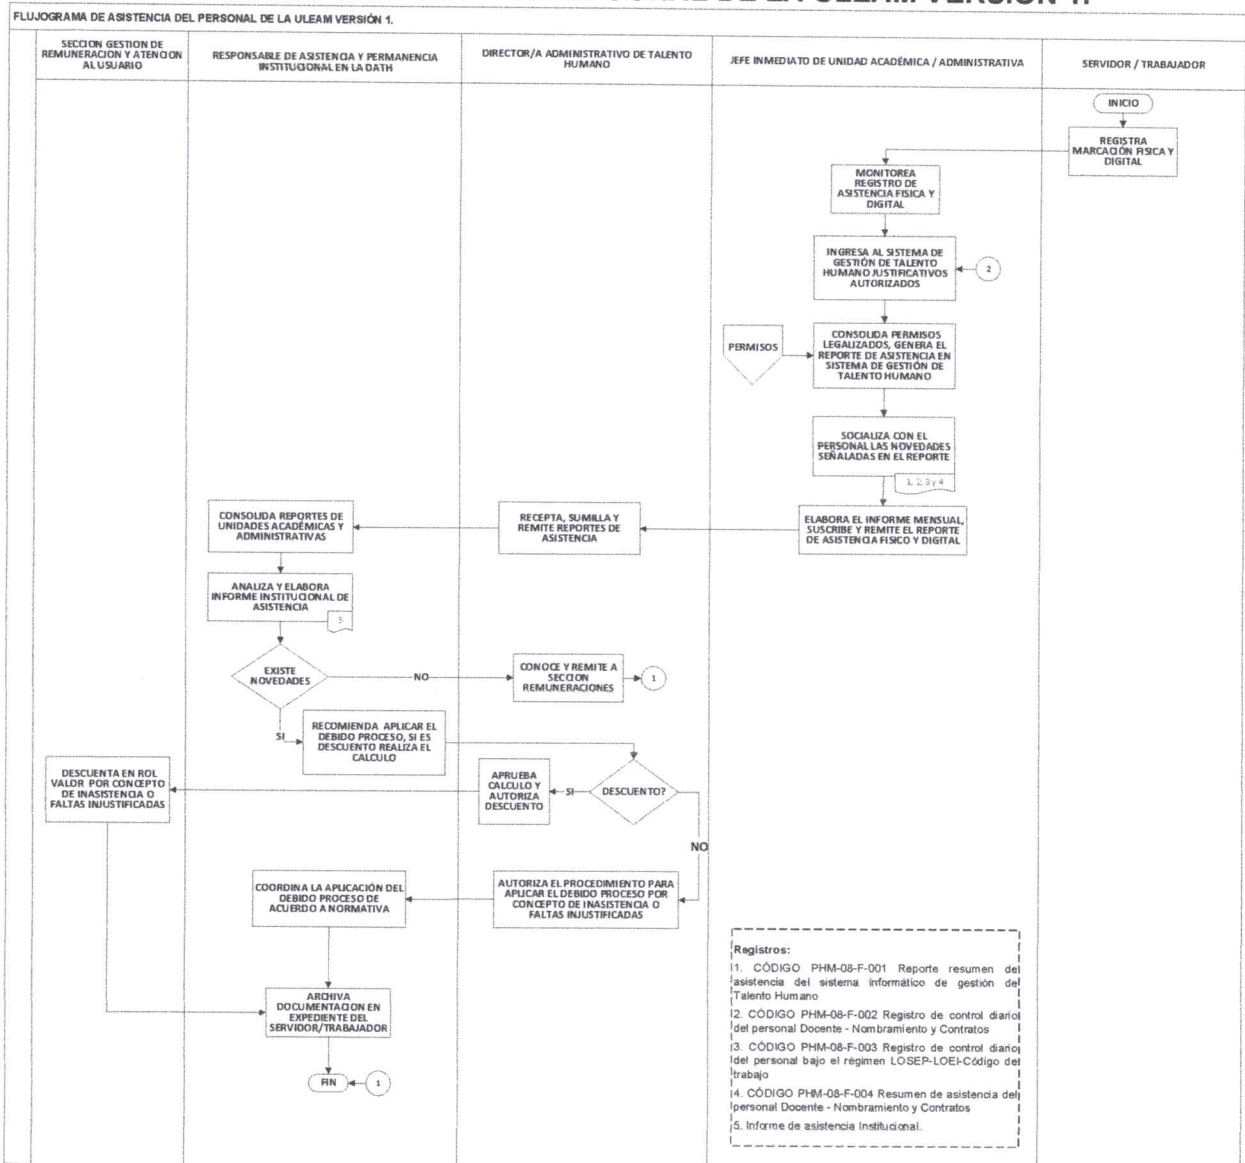 FLUJOGRAMA DE ASISTENCIA DEL PERSONAL DE LA ULEAM VERSIÓN 1.
SECCION GESTION DE
REMUNERACION Y ATENCION
AL USUARIO
RESPONSABLE DE ASISTENCIA Y PERMANENCIA
INSTITUCIONAL EN LA DATH
DIRECTOR/A ADMINISTRATIVO DE TALENTO
HUMANO
JEFE INMEDIATO DE UNIDAD ACADÉMICA / ADMINISTRATIVA
SERVIDOR / TRABAJADOR
INICIO
REGISTRA
MARCACIÓN FISICA Y
DIGITAL
MONITOREA
REGISTRO DE
ASISTENCIA FISICA Y
DIGITAL
INGRESA AL SISTEMA DE
GESTIÓN DE TALENTO
HUMANO JUSTIFICATIVOS
AUTORIZADOS
2
PERMISOS
CONSOLIDA PERMISOS
LEGALIZADOS, GENERA EL
REPORTE DE ASISTENCIA EN
SISTEMA DE GESTIÓN DE
TALENTO HUMANO
SOCIALIZA CON EL
PERSONAL LAS NOVEDADES
SEÑALADAS EN EL REPORTE
1, 2, 3 y 4
ELABORA EL INFORME MENSUAL,
SUSCRIBE Y REMITE EL REPORTE
DE ASISTENCIA FISICO Y DIGITAL
RECEPTA, SUMILLA Y
REMITE REPORTES DE
ASISTENCIA
CONSOLIDA REPORTES DE
UNIDADES ACADÉMICAS Y
ADMINISTRATIVAS
ANALIZA Y ELABORA
INFORME INSTITUCIONAL DE
ASISTENCIA
5
EXISTE
NOVEDADES
NO
CONOCE Y REMITE A
SECCION
REMUNERACIONES
1
SI
RECOMIENDA APLICAR EL
DEBIDO PROCESO, SI ES
DESCUENTO REALIZA EL
CALCULO
DESCUENTO?
SI
APRUEBA
CALCULO Y
AUTORIZA
DESCUENTO
DESCUENTA EN ROL
VALOR POR CONCEPTO
DE INASISTENCIA O
FALTAS INJUSTIFICADAS
NO
AUTORIZA EL PROCEDIMIENTO PARA
APLICAR EL DEBIDO PROCESO POR
CONCEPTO DE INASISTENCIA O
FALTAS INJUSTIFICADAS
COORDINA LA APLICACIÓN DEL
DEBIDO PROCESO DE
ACUERDO A NORMATIVA
ARCHIVA
DOCUMENTACION EN
EXPEDIENTE DEL
SERVIDOR/TRABAJADOR
FIN
1
Registros:
1. CÓDIGO PHM-08-F-001 Reporte resumen de
asistencia del sistema informático de gestión de
Talento Humano
2. CÓDIGO PHM-08-F-002 Registro de control diario
del personal Docente - Nombramiento y Contratos
3. CÓDIGO PHM-08-F-003 Registro de control diario
del personal bajo el régimen LOSEP-LOEI-Código de
trabajo
4. CÓDIGO PHM-08-F-004 Resumen de asistencia del
personal Docente - Nombramiento y Contratos
5. Informe de asistencia Institucional.